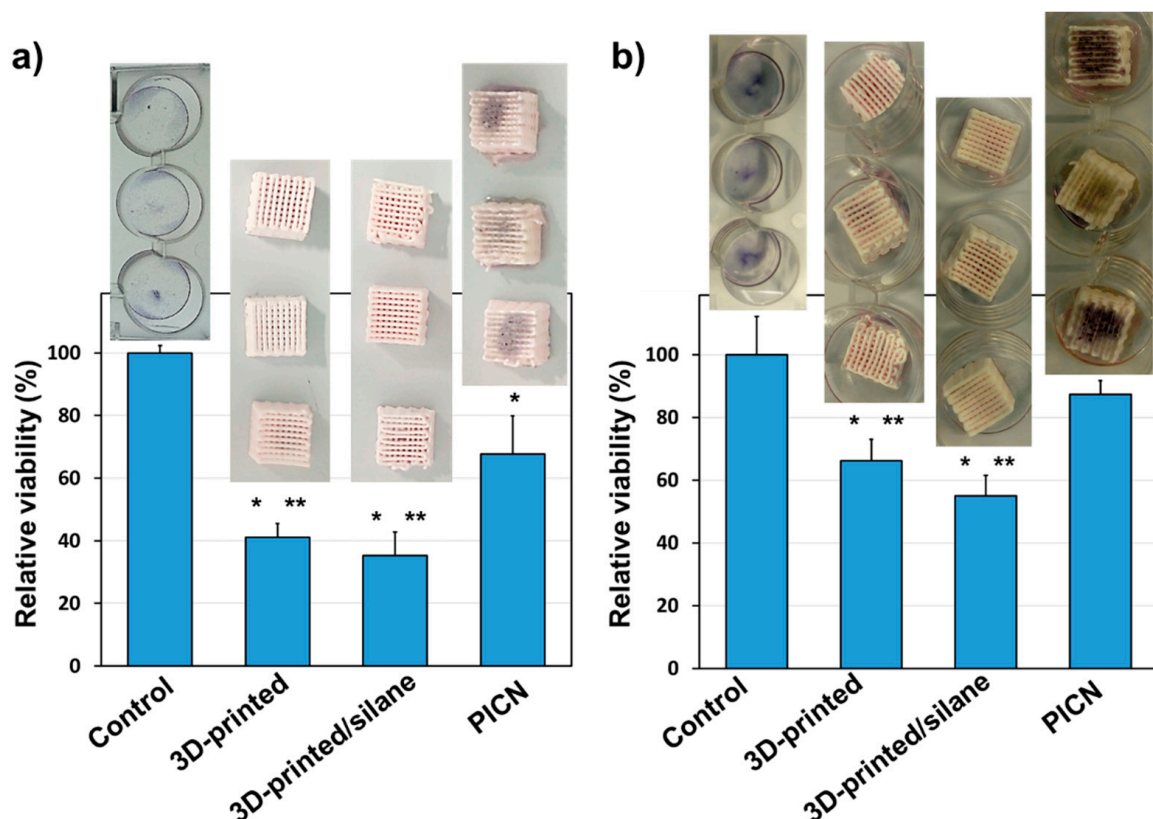 a)
Relative viability (%)
100
80
60
40
20
0
*
* **
* **
*
Control
3D-printed
3D-printed/silane
PICN
b)
Relative viability (%)
100
80
60
40
20
0
* **
* **
Control
3D-printed
3D-printed/silane
PICN